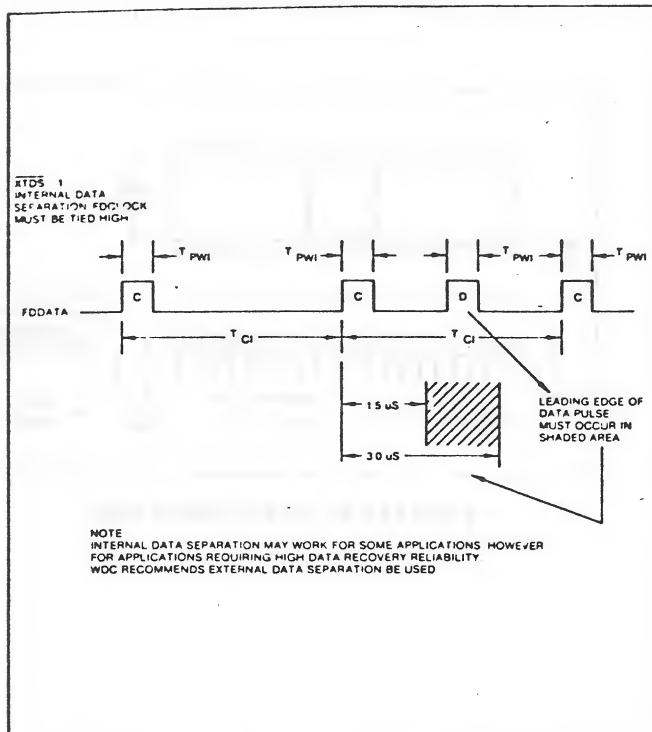 XTDS 1
INTERNAL DATA
SEPARATION FDCLOCK
MUST BE TIED HIGH
T PWI
T PWI
T PWI
T PWI
C
C
D
C
FDDATA
T CI
T CI
1 5 uS
3 0 uS
LEADING EDGE OF
DATA PULSE
MUST OCCUR IN
SHADED AREA
NOTE
INTERNAL DATA SEPARATION MAY WORK FOR SOME APPLICATIONS HOWEVER
FOR APPLICATIONS REQUIRING HIGH DATA RECOVERY RELIABILITY
WDC RECOMMENDS EXTERNAL DATA SEPARATION BE USED